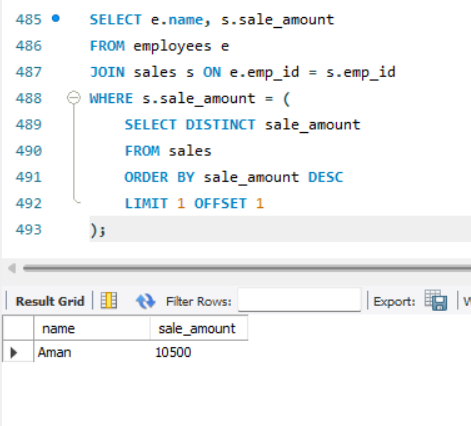 485 SELECT e.name, s.sale_amount
486 FROM employees e
487 JOIN sales s ON e.emp_id = s.emp_id
488 WHERE s.sale_amount = (
489 SELECT DISTINCT sale_amount
490 FROM sales
491 ORDER BY sale_amount DESC
492 LIMIT 1 OFFSET 1
493 );
Result Grid Filter Rows: Export: W
name sale_amount
Aman 10500